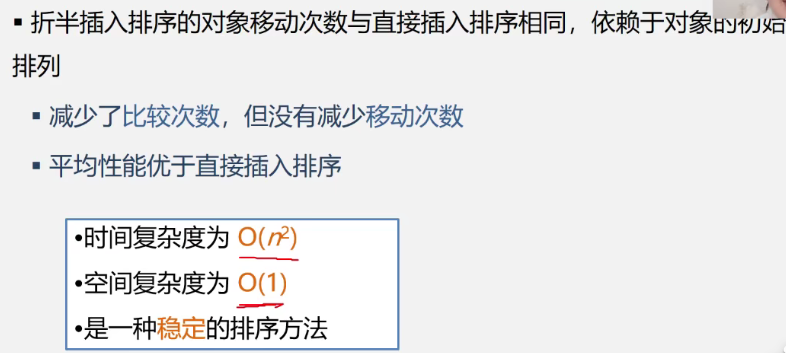 ▪ 折半插入排序的对象移动次数与直接插入排序相同，依赖于对象的初始
排列
▪ 减少了比较次数，但没有减少移动次数
▪ 平均性能优于直接插入排序
•时间复杂度为 O(n²)
•空间复杂度为 O(1)
•是一种稳定的排序方法